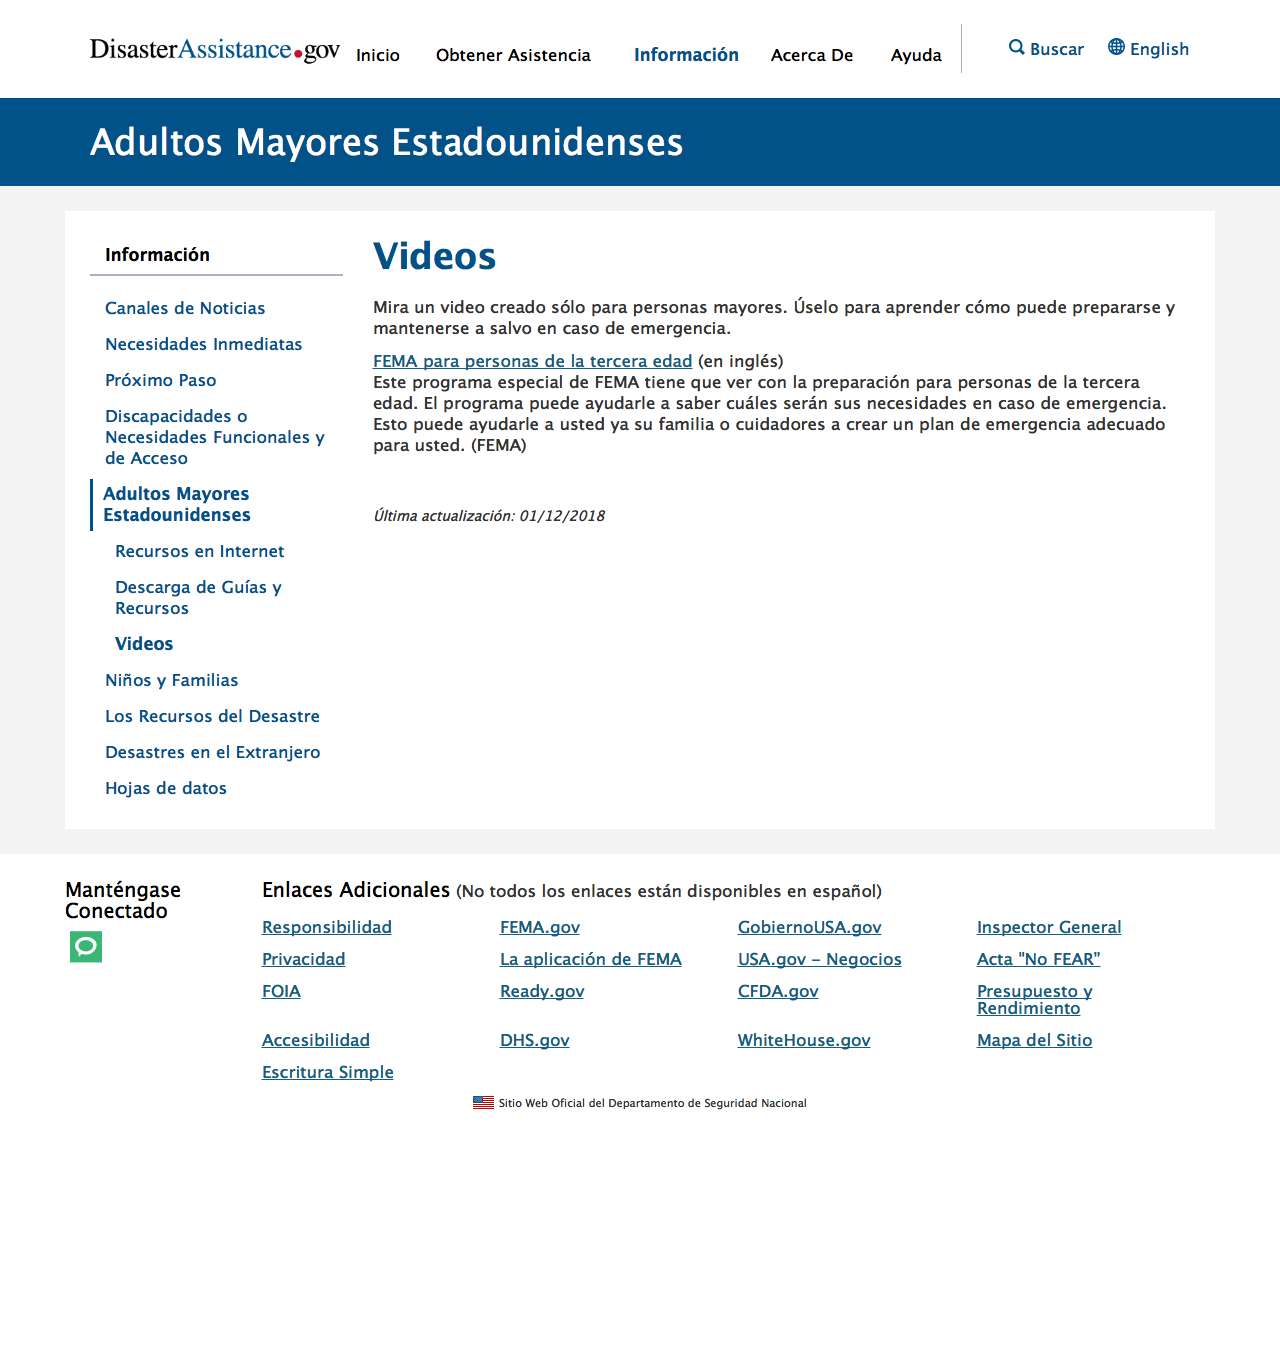 DisasterAssistance.gov
Inicio
Obtener Asistencia
Información
Acerca De
Ayuda
Buscar
English
Adultos Mayores Estadounidenses
Información
Canales de Noticias
Necesidades Inmediatas
Próximo Paso
Discapacidades o
Necesidades Funcionales y
de Acceso
Adultos Mayores
Estadounidenses
Recursos en Internet
Descarga de Guías y
Recursos
Videos
Niños y Familias
Los Recursos del Desastre
Desastres en el Extranjero
Hojas de datos
Videos
Mira un video creado sólo para personas mayores. Úselo para aprender cómo puede prepararse y
mantenerse a salvo en caso de emergencia.
FEMA para personas de la tercera edad (en inglés)
Este programa especial de FEMA tiene que ver con la preparación para personas de la tercera
edad. El programa puede ayudarle a saber cuáles serán sus necesidades en caso de emergencia.
Esto puede ayudarle a usted ya su familia o cuidadores a crear un plan de emergencia adecuado
para usted. (FEMA)
Última actualización: 01/12/2018
Manténgase
Conectado
Enlaces Adicionales (No todos los enlaces están disponibles en español)
Responsibilidad
FEMA.gov
GobiernoUSA.gov
Inspector General
Privacidad
La aplicación de FEMA
USA.gov – Negocios
Acta "No FEAR”
FOIA
Ready.gov
CFDA.gov
Presupuesto y
Rendimiento
Accesibilidad
DHS.gov
WhiteHouse.gov
Mapa del Sitio
Escritura Simple
Sitio Web Oficial del Departamento de Seguridad Nacional